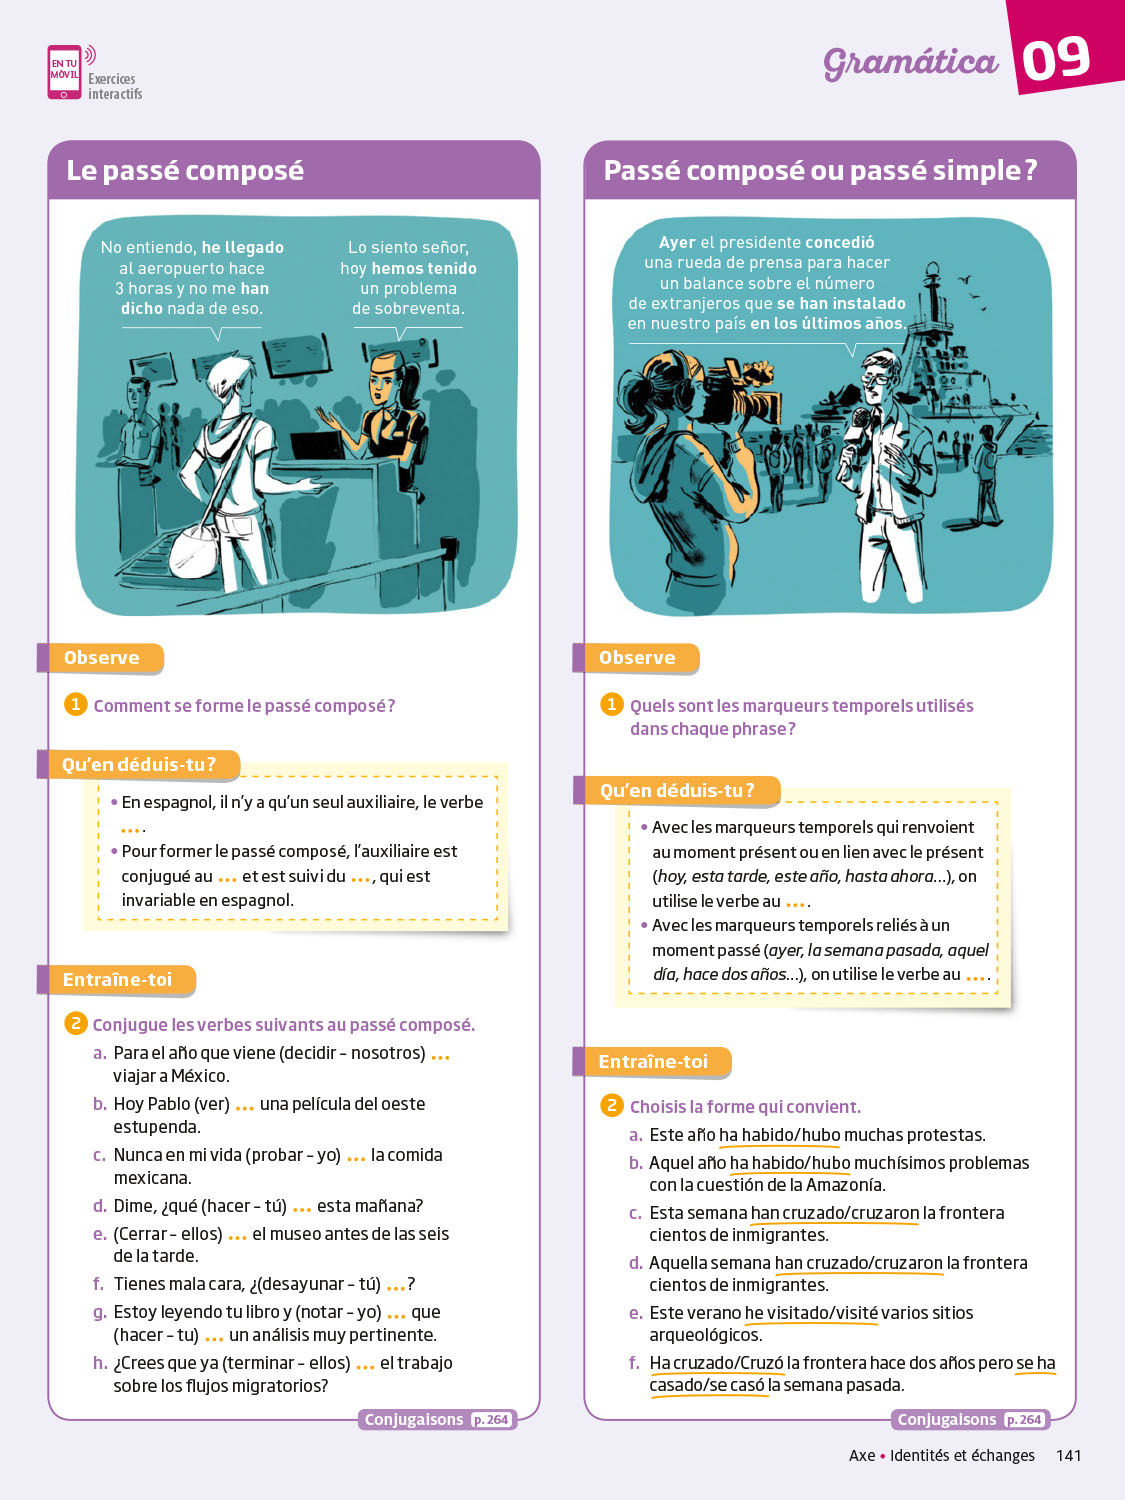 EN TU
MÓVIL
Exercices
interactifs
Gramática
09
Le passé composé
No entiendo, he llegado
al aeropuerto hace
3 horas y no me han
dicho nada de eso.
Lo siento señor,
hoy hemos tenido
un problema
de sobreventa.
Observe
1 Comment se forme le passé composé ?
Qu'en déduis-tu ?
• En espagnol, il n'y a qu'un seul auxiliaire, le verbe
... .
• Pour former le passé composé, l'auxiliaire est
conjugué au ... et est suivi du ... , qui est
invariable en espagnol.
Entraîne-toi
2 Conjugue les verbes suivants au passé composé.
a. Para el año que viene (decidir – nosotros) ...
viajar a México.
b. Hoy Pablo (ver) ... una película del oeste
estupenda.
c. Nunca en mi vida (probar – yo) ... la comida
mexicana.
d. Dime, ¿qué (hacer – tú) ... esta mañana?
e. (Cerrar – ellos) ... el museo antes de las seis
de la tarde.
f. Tienes mala cara, ¿(desayunar – tú) ...?
g. Estoy leyendo tu libro y (notar – yo) ... que
(hacer – tu) ... un análisis muy pertinente.
h. ¿Crees que ya (terminar – ellos) ... el trabajo
sobre los flujos migratorios?
Conjugaisons p. 264
Passé composé ou passé simple ?
Ayer el presidente concedió
una rueda de prensa para hacer
un balance sobre el número
de extranjeros que se han instalado
en nuestro país en los últimos años.
Observe
1 Quels sont les marqueurs temporels utilisés
dans chaque phrase ?
Qu'en déduis-tu ?
• Avec les marqueurs temporels qui renvoient
au moment présent ou en lien avec le présent
(hoy, esta tarde, este año, hasta ahora...), on
utilise le verbe au ... .
• Avec les marqueurs temporels reliés à un
moment passé (ayer, la semana pasada, aquel
día, hace dos años...), on utilise le verbe au ... .
Entraîne-toi
2 Choisis la forme qui convient.
a. Este año ha habido/hubo muchas protestas.
b. Aquel año ha habido/hubo muchísimos problemas
con la cuestión de la Amazonía.
c. Esta semana han cruzado/cruzaron la frontera
cientos de inmigrantes.
d. Aquella semana han cruzado/cruzaron la frontera
cientos de inmigrantes.
e. Este verano he visitado/visité varios sitios
arqueológicos.
f. Ha cruzado/Cruzó la frontera hace dos años pero se ha
casado/se casó la semana pasada.
Conjugaisons p. 264
Axe • Identités et échanges 141